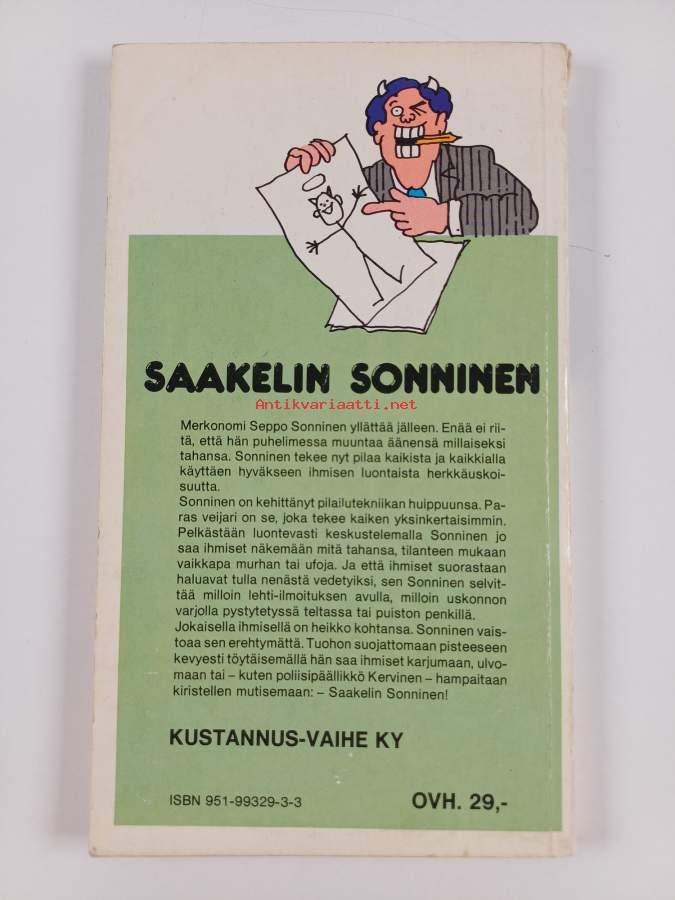 SAAKELIN SONNINEN
Antikvariaatti.net
Merkonomi Seppo Sonninen yllättää jälleen. Enää ei rii-
tä, että hän puhelimessa muuntaa äänensä millaiseksi
tahansa. Sonninen tekee nyt pilaa kaikista ja kaikkialla
käyttäen hyväkseen ihmisen luontaista herkkäuskoi-
suutta.
Sonninen on kehittänyt pilailutekniikan huippuunsa. Pa-
ras veijari on se, joka tekee kaiken yksinkertaisimmin.
Pelkästään luontevasti keskustelemalla Sonninen jo
saa ihmiset näkemään mitä tahansa, tilanteen mukaan
vaikkapa murhan tai ufoja. Ja että ihmiset suorastaan
haluavat tulla nenästä vedetyiksi, sen Sonninen selvit-
tää milloin lehti-ilmoituksen avulla, milloin uskonnon
varjolla pystytetyssä teltassa tai puiston penkillä.
Jokaisella ihmisellä on heikko kohtansa. Sonninen vais-
toaa sen erehtymättä. Tuohon suojattomaan pisteeseen
kevyesti töytäisemällä hän saa ihmiset karjumaan, ulvo-
maan tai – kuten poliisipäällikkö Kervinen – hampaitaan
kiristellen mutisemaan: – Saakelin Sonninen!
KUSTANNUS-VAIHE KY
ISBN 951-99329-3-3
OVH. 29,-